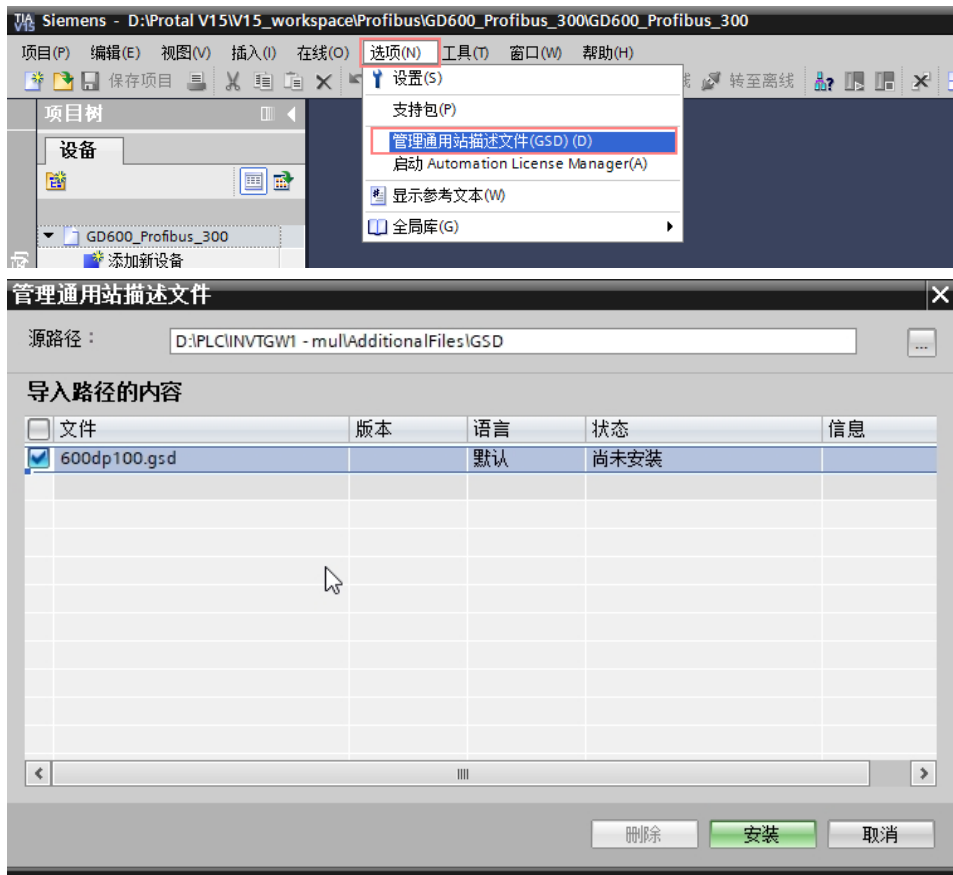 Siemens - D:\Protal V15\V15_workspace\Profibus\GD600_Profibus_300\GD600_Profibus_300
项目(P) 编辑(E) 视图(V) 插入(I) 在线(O) 选项(N) 工具(T) 窗口(W) 帮助(H)
保存项目 转至离线
设置(S)
支持包(P)
管理通用站描述文件(GSD) (D)
启动 Automation License Manager(A)
显示参考文本(W)
全局库(G)
项目树
设备
GD600_Profibus_300
添加新设备
管理通用站描述文件
源路径: D:\PLC\INVTGW1 - mul\AdditionalFiles\GSD ...
导入路径的内容
文件 版本 语言 状态 信息
600dp100.gsd 默认 尚未安装
删除 安装 取消